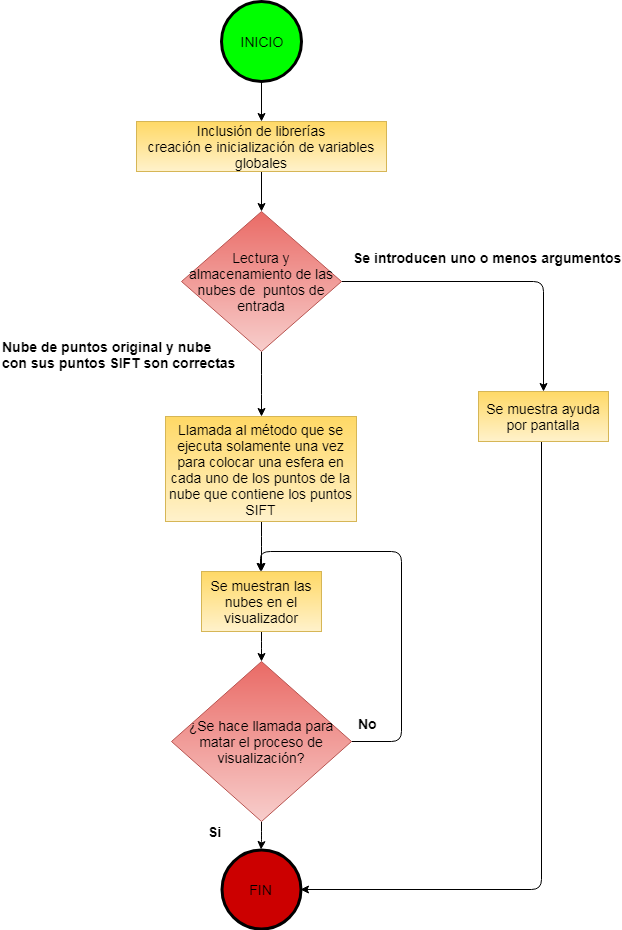 INICIO
Inclusión de librerías
creación e inicialización de variables
globales
Lectura y
almacenamiento de las
nubes de puntos de
entrada
Se introducen uno o menos argumentos
Nube de puntos original y nube
con sus puntos SIFT son correctas
Se muestra ayuda
por pantalla
Llamada al método que se
ejecuta solamente una vez
para colocar una esfera en
cada uno de los puntos de la
nube que contiene los puntos
SIFT
Se muestran las
nubes en el
visualizador
¿Se hace llamada para
matar el proceso de
visualización?
No
Si
FIN